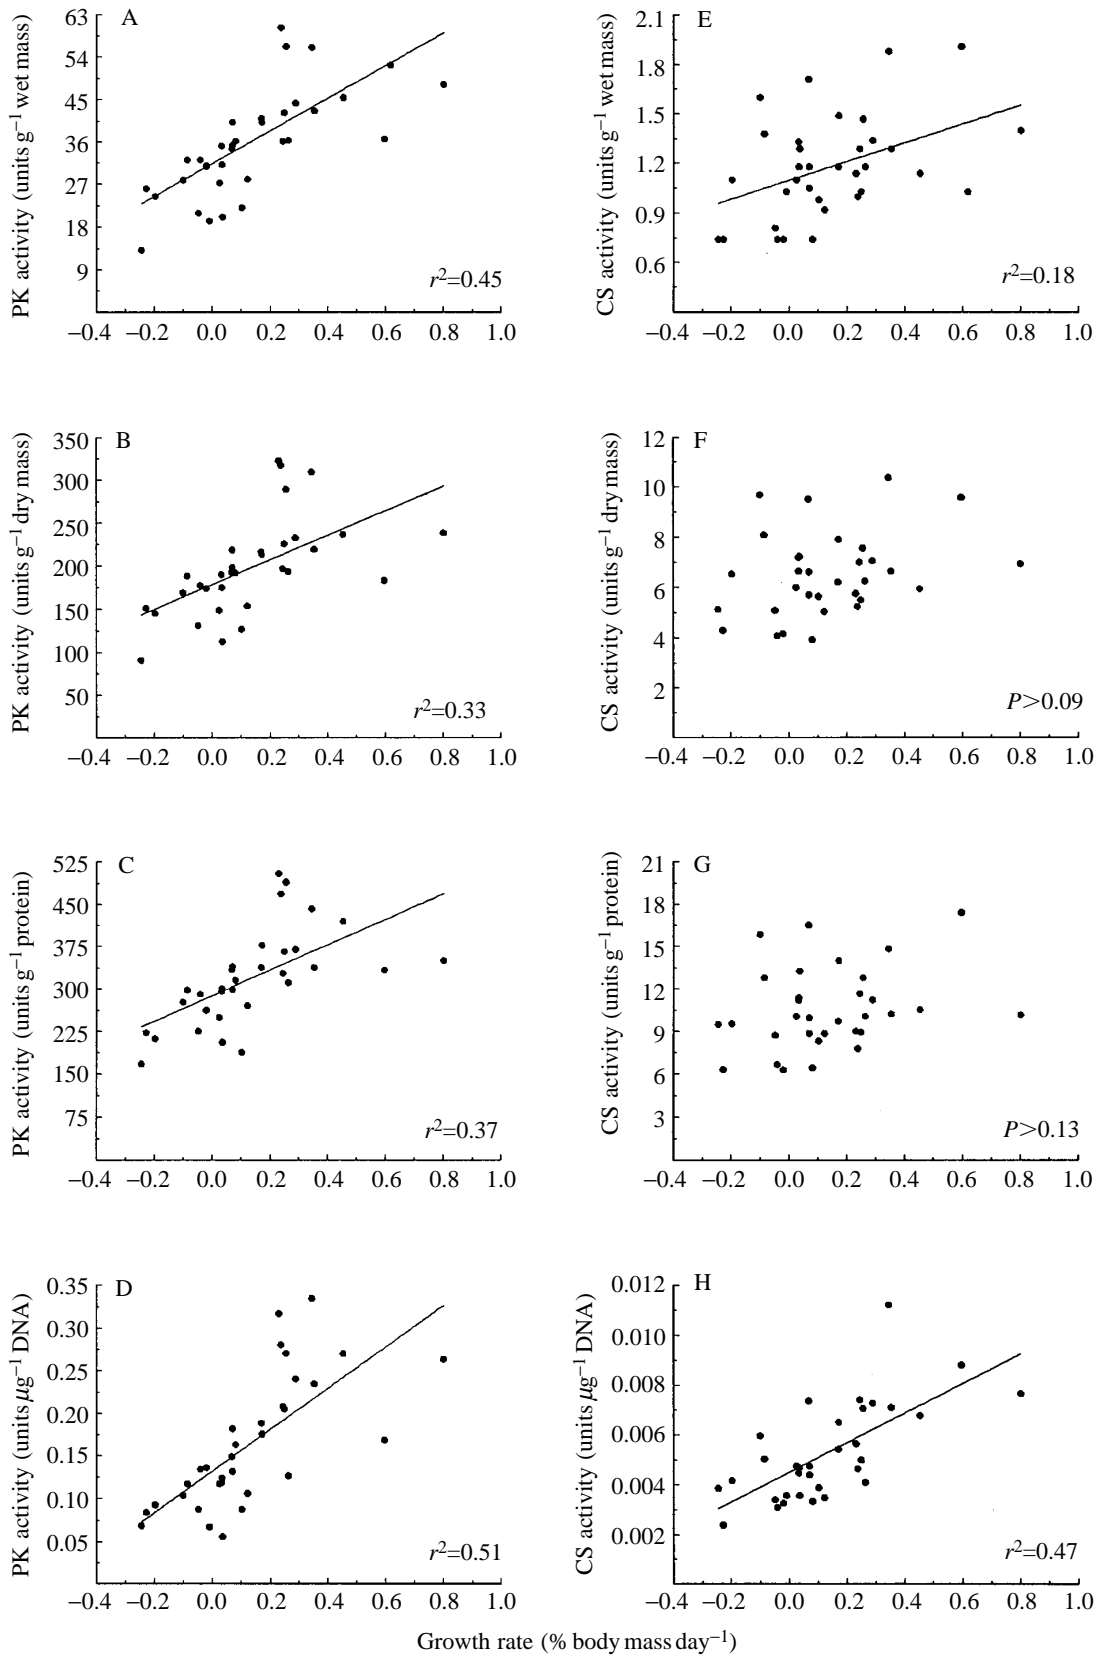 A
PK activity (units g⁻¹ wet mass)
63
54
45
36
27
18
9
r²=0.45
−0.4 −0.2 0.0 0.2 0.4 0.6 0.8 1.0
E
CS activity (units g⁻¹ wet mass)
2.1
1.8
1.5
1.2
0.9
0.6
r²=0.18
−0.4 −0.2 0.0 0.2 0.4 0.6 0.8 1.0
B
PK activity (units g⁻¹ dry mass)
350
300
250
200
150
100
50
r²=0.33
−0.4 −0.2 0.0 0.2 0.4 0.6 0.8 1.0
F
CS activity (units g⁻¹ dry mass)
12
10
8
6
4
2
P>0.09
−0.4 −0.2 0.0 0.2 0.4 0.6 0.8 1.0
C
PK activity (units g⁻¹ protein)
525
450
375
300
225
150
75
r²=0.37
−0.4 −0.2 0.0 0.2 0.4 0.6 0.8 1.0
G
CS activity (units g⁻¹ protein)
21
18
15
12
9
6
3
P>0.13
−0.4 −0.2 0.0 0.2 0.4 0.6 0.8 1.0
D
PK activity (units µg⁻¹ DNA)
0.35
0.30
0.25
0.20
0.15
0.10
0.05
r²=0.51
−0.4 −0.2 0.0 0.2 0.4 0.6 0.8 1.0
H
CS activity (units µg⁻¹ DNA)
0.012
0.010
0.008
0.006
0.004
0.002
r²=0.47
−0.4 −0.2 0.0 0.2 0.4 0.6 0.8 1.0
Growth rate (% body mass day⁻¹)